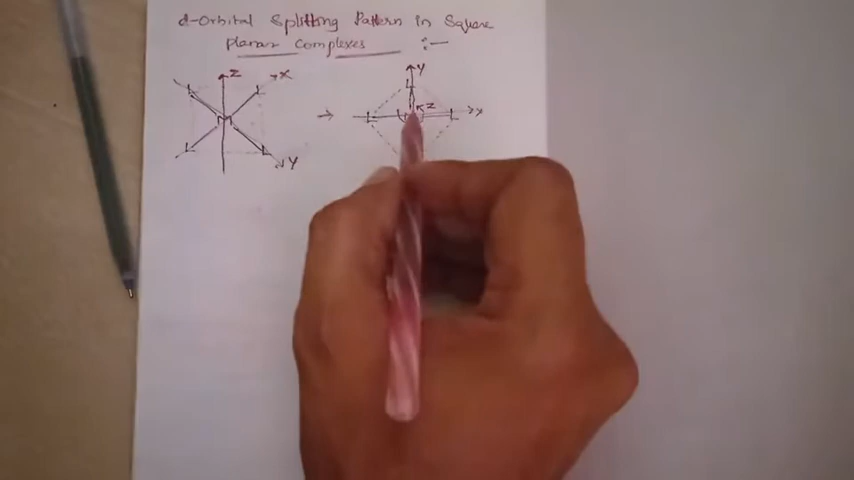 d-Orbital Splitting Pattern in Square
Planar Complexes :-
Z
X
L
L
M
L
L
Y
→
Y
L
Z
L
L
X